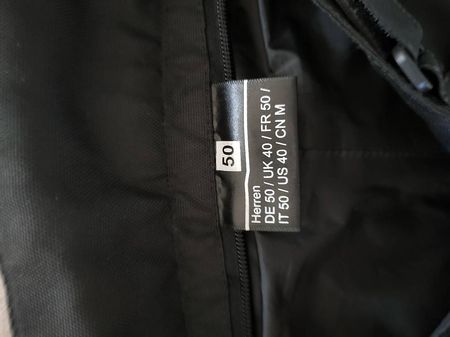 50
Herren
DE 50 / UK 40 / FR 50 /
IT 50 / US 40 / CN M